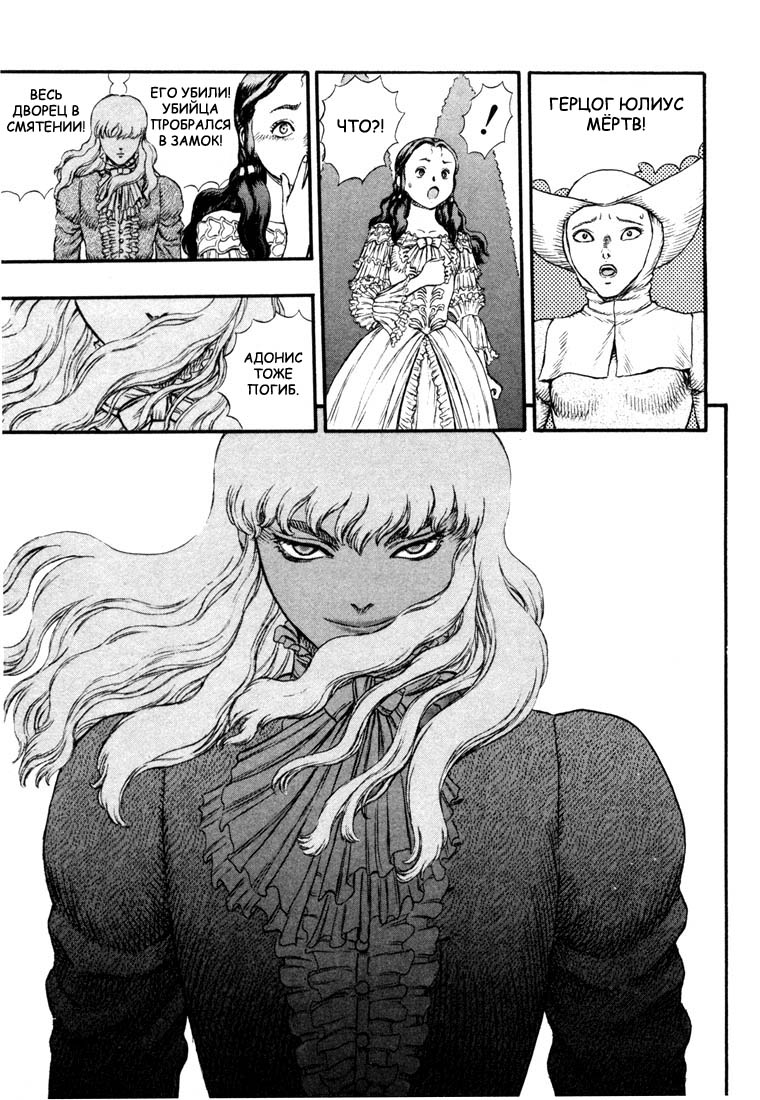 ГЕРЦОГ ЮЛИУС
МЁРТВ!
!
ЧТО?!
ЕГО УБИЛИ!
УБИЙЦА
ПРОБРАЛСЯ
В ЗАМОК!
ВЕСЬ
ДВОРЕЦ В
СМЯТЕНИИ!
АДОНИС
ТОЖЕ
ПОГИБ.